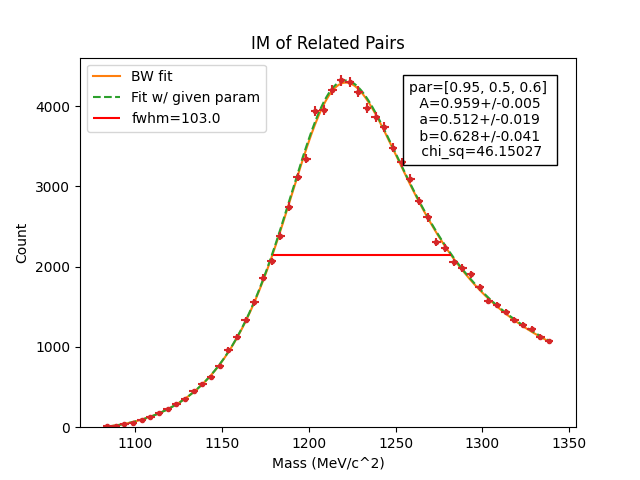 IM of Related Pairs
BW fit
Fit w/ given param
fwhm=103.0
par=[0.95, 0.5, 0.6]
A=0.959+/-0.005
a=0.512+/-0.019
b=0.628+/-0.041
chi_sq=46.15027
Count
4000
3000
2000
1000
0
1100
1150
1200
1250
1300
1350
Mass (MeV/c^2)